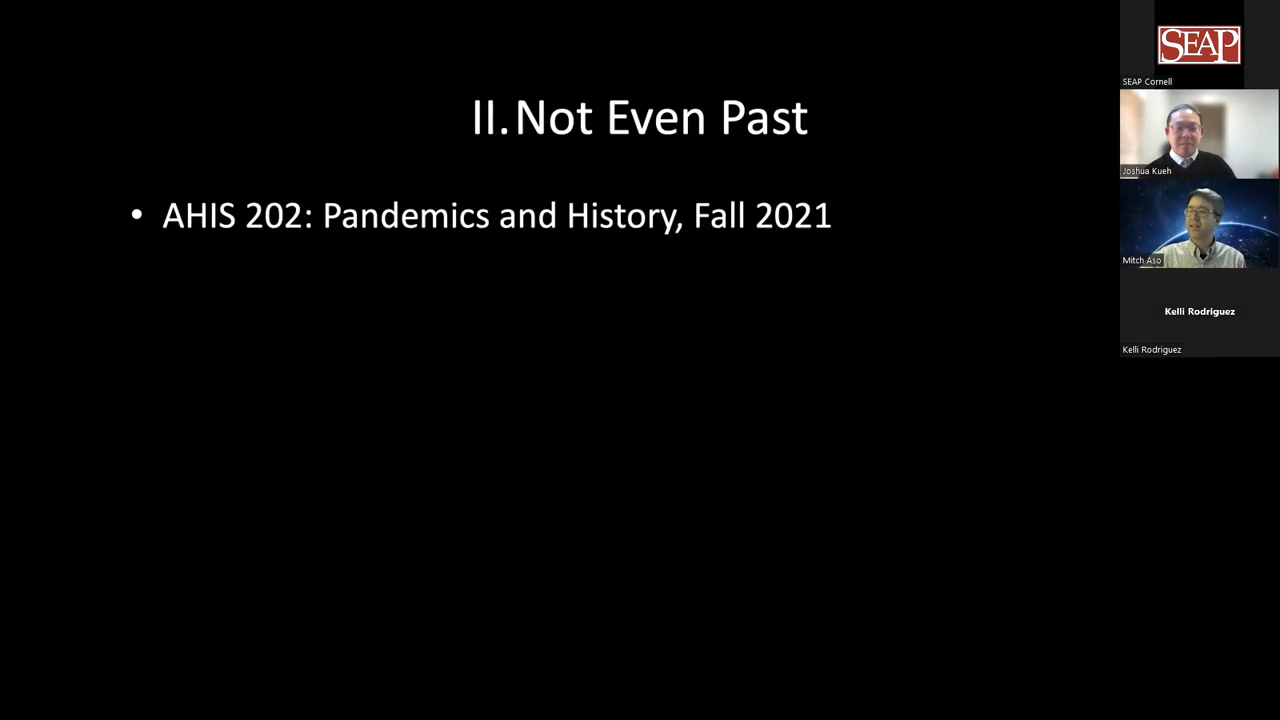 II. Not Even Past
• AHIS 202: Pandemics and History, Fall 2021
SEAP
SEAP Cornell
Joshua Kueh
Mitch Aso
Kelli Rodriguez
Kelli Rodriguez